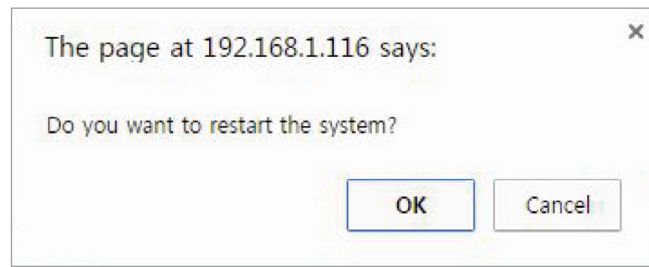 The page at 192.168.1.116 says:
Do you want to restart the system?
OK Cancel